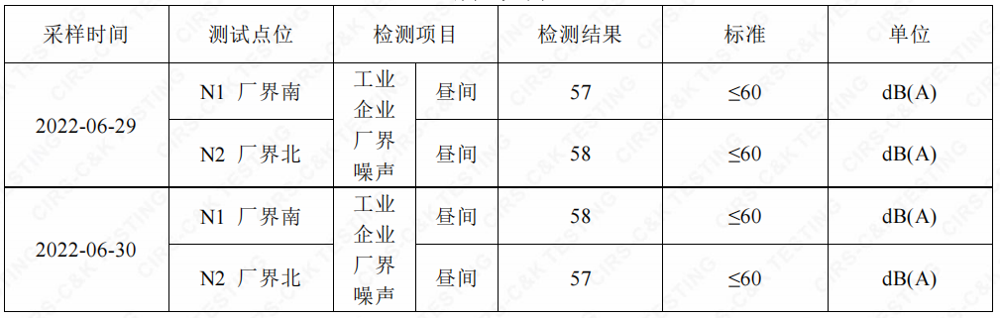 采样时间 测试点位 检测项目 检测结果 标准 单位
2022-06-29 N1 厂界南 工业企业厂界噪声 昼间 57 ≤60 dB(A)
N2 厂界北 昼间 58 ≤60 dB(A)
2022-06-30 N1 厂界南 工业企业厂界噪声 昼间 58 ≤60 dB(A)
N2 厂界北 昼间 57 ≤60 dB(A)
CIRS-C&K TESTING